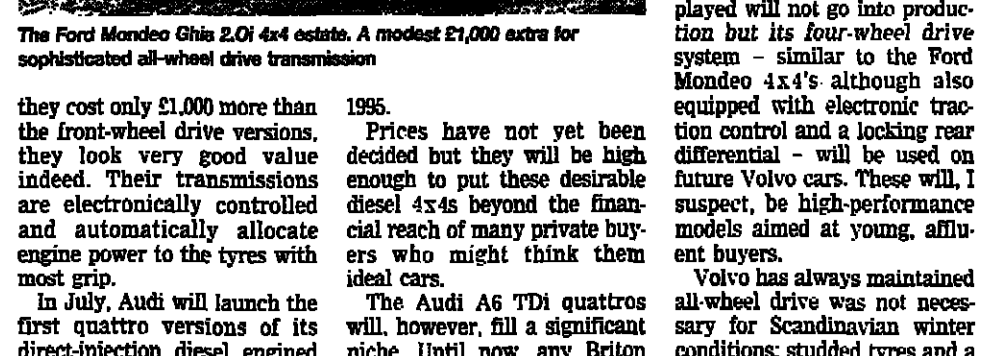 The Ford Mondeo Ghia 2.0i 4x4 estate. A modest £1,000 extra for
sophisticated all-wheel drive transmission
they cost only £1,000 more than
the front-wheel drive versions,
they look very good value
indeed. Their transmissions
are electronically controlled
and automatically allocate
engine power to the tyres with
most grip.
In July, Audi will launch the
first quattro versions of its
direct-injection diesel engined
1995.
Prices have not yet been
decided but they will be high
enough to put these desirable
diesel 4x4s beyond the finan-
cial reach of many private buy-
ers who might think them
ideal cars.
The Audi A6 TDi quattros
will, however, fill a significant
niche. Until now, any Briton
played will not go into produc-
tion but its four-wheel drive
system – similar to the Ford
Mondeo 4x4's although also
equipped with electronic trac-
tion control and a locking rear
differential – will be used on
future Volvo cars. These will, I
suspect, be high-performance
models aimed at young, afflu-
ent buyers.
Volvo has always maintained
all-wheel drive was not neces-
sary for Scandinavian winter
conditions: studded tyres and a